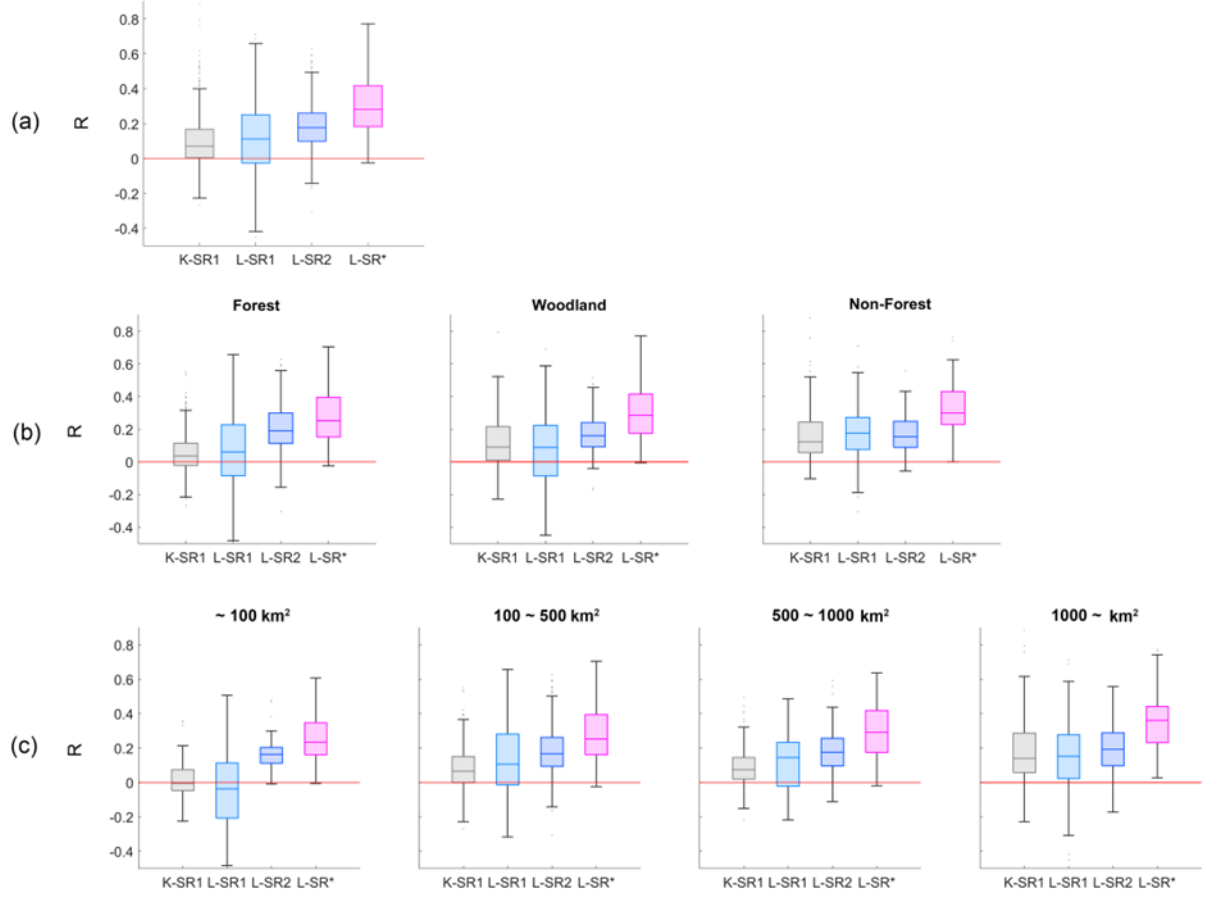 (a)
R
0.8
0.6
0.4
0.2
0
-0.2
-0.4
K-SR1 L-SR1 L-SR2 L-SR*
Forest Woodland Non-Forest
(b)
R
0.8
0.6
0.4
0.2
0
-0.2
-0.4
K-SR1 L-SR1 L-SR2 L-SR* K-SR1 L-SR1 L-SR2 L-SR* K-SR1 L-SR1 L-SR2 L-SR*
~ 100 km² 100 ~ 500 km² 500 ~ 1000 km² 1000 ~ km²
(c)
R
0.8
0.6
0.4
0.2
0
-0.2
-0.4
K-SR1 L-SR1 L-SR2 L-SR* K-SR1 L-SR1 L-SR2 L-SR* K-SR1 L-SR1 L-SR2 L-SR* K-SR1 L-SR1 L-SR2 L-SR*